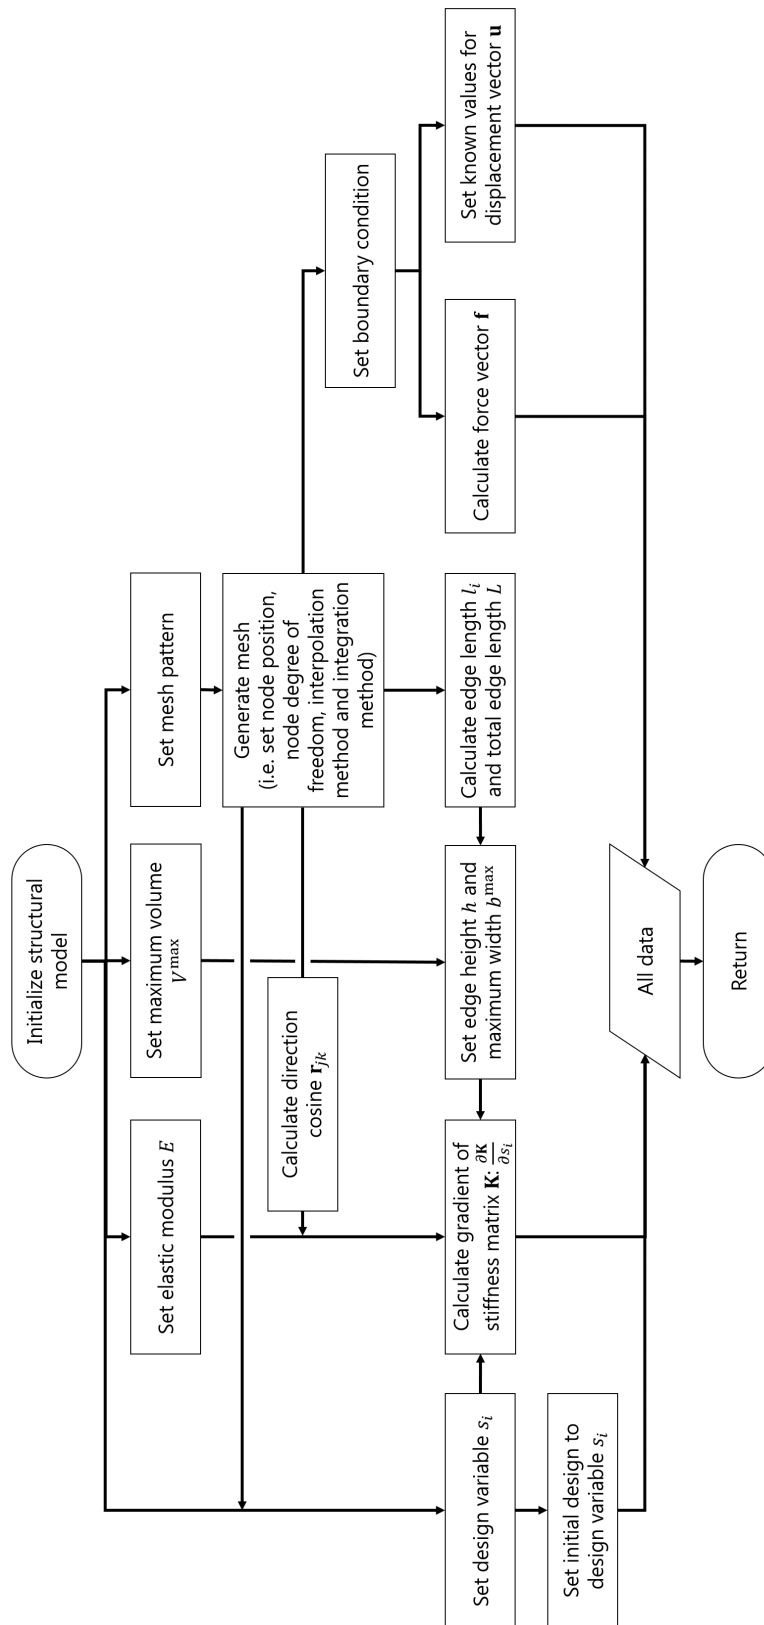 Initialize structural
model
Set elastic modulus E
Set maximum volume
V^max
Set mesh pattern
Generate mesh
(i.e. set node position,
node degree of
freedom, interpolation
method and integration
method)
Calculate direction
cosine r_jk
Set boundary condition
Set design variable s_i
Calculate gradient of
stiffness matrix K: ∂K/∂s_i
Set edge height h and
maximum width b^max
Calculate edge length l_i
and total edge length L
Calculate force vector f
Set known values for
displacement vector u
Set initial design to
design variable s_i
All data
Return